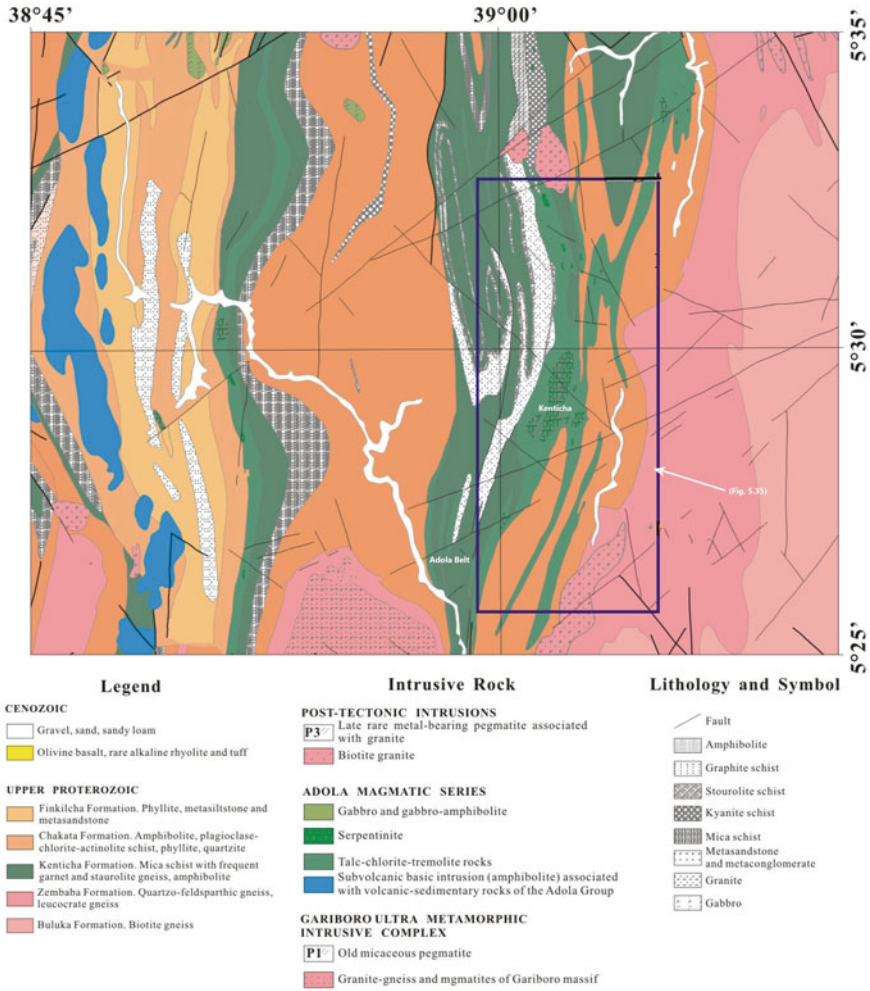 38°45’ 39°00’
5°35’
5°30’
Kenticha
(Fig. 5.35)
Adola Belt
5°25’
Legend
CENOZOIC
Gravel, sand, sandy loam
Olivine basalt, rare alkaline rhyolite and tuff
UPPER PROTEROZOIC
Finkilcha Formation. Phyllite, metasiltstone and
metasandstone
Chakata Formation. Amphibolite, plagioclase-
chlorite-actinolite schist, phyllite, quartzite
Kenticha Formation. Mica schist with frequent
garnet and staurolite gneiss, amphibolite
Zembaba Formation. Quartzo-feldsparthic gneiss,
leucocrate gneiss
Buluka Formation. Biotite gneiss
Intrusive Rock
POST-TECTONIC INTRUSIONS
P3 Late rare metal-bearing pegmatite associated
with granite
Biotite granite
ADOLA MAGMATIC SERIES
Gabbro and gabbro-amphibolite
Serpentinite
Talc-chlorite-tremolite rocks
Subvolcanic basic intrusion (amphibolite) associated
with volcanic-sedimentary rocks of the Adola Group
GARIBORO ULTRA METAMORPHIC
INTRUSIVE COMPLEX
P1 Old micaceous pegmatite
Granite-gneiss and mgmatites of Gariboro massif
Lithology and Symbol
Fault
Amphibolite
Graphite schist
Stourolite schist
Kyanite schist
Mica schist
Metasandstone
and metaconglomerate
Granite
Gabbro